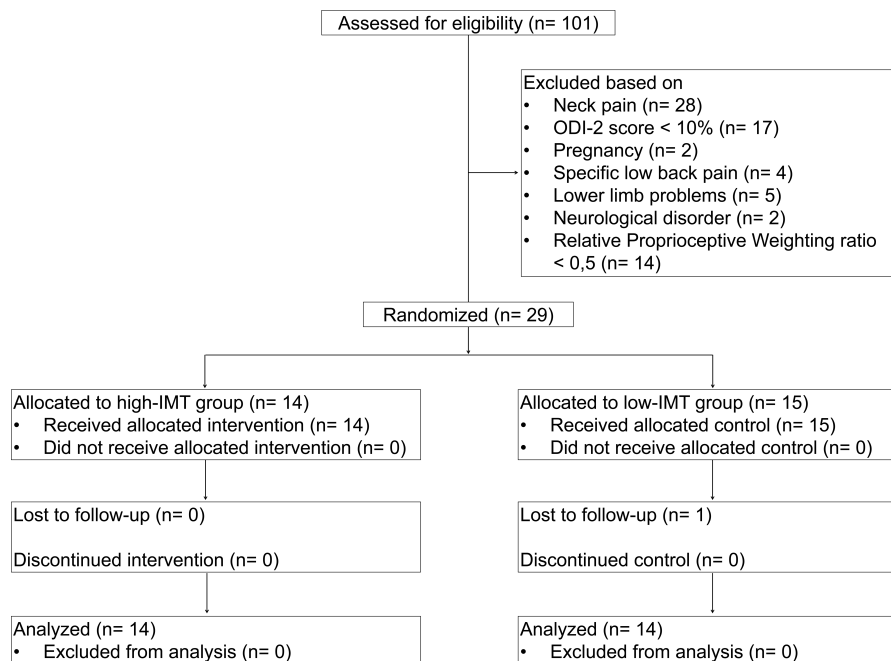 Assessed for eligibility (n= 101)
Excluded based on
• Neck pain (n= 28)
• ODI-2 score < 10% (n= 17)
• Pregnancy (n= 2)
• Specific low back pain (n= 4)
• Lower limb problems (n= 5)
• Neurological disorder (n= 2)
• Relative Proprioceptive Weighting ratio
< 0,5 (n= 14)
Randomized (n= 29)
Allocated to high-IMT group (n= 14)
• Received allocated intervention (n= 14)
• Did not receive allocated intervention (n= 0)
Allocated to low-IMT group (n= 15)
• Received allocated control (n= 15)
• Did not receive allocated control (n= 0)
Lost to follow-up (n= 0)
Discontinued intervention (n= 0)
Lost to follow-up (n= 1)
Discontinued control (n= 0)
Analyzed (n= 14)
• Excluded from analysis (n= 0)
Analyzed (n= 14)
• Excluded from analysis (n= 0)